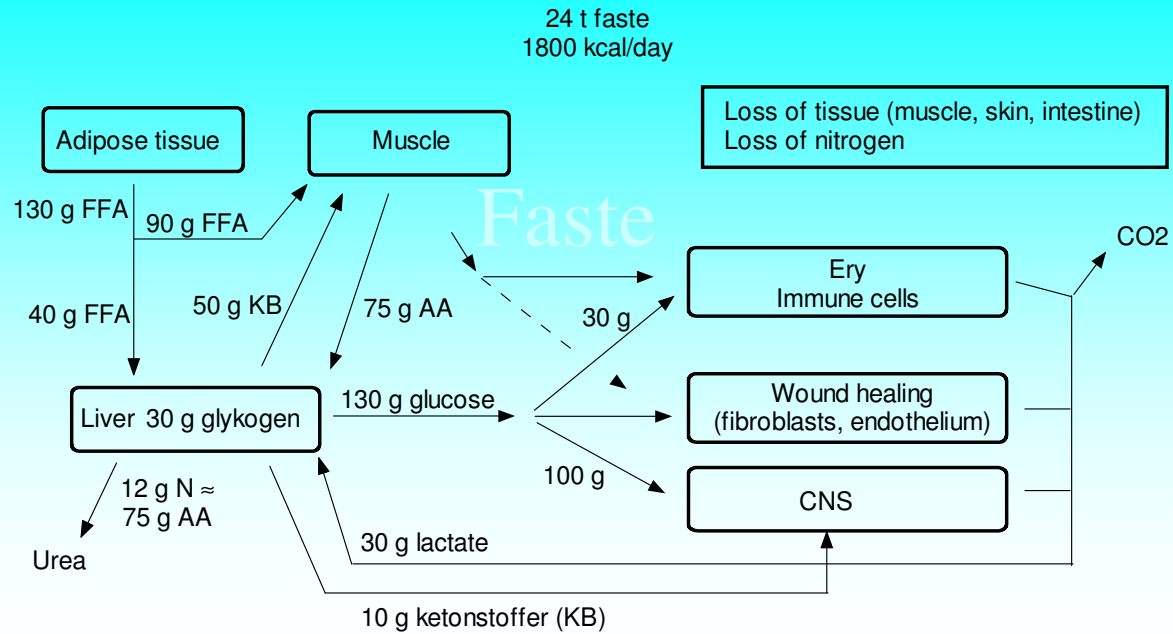 24 t faste
1800 kcal/day
Loss of tissue (muscle, skin, intestine)
Loss of nitrogen
Adipose tissue
Muscle
Faste
130 g FFA
90 g FFA
CO2
Ery
Immune cells
40 g FFA
50 g KB
75 g AA
30 g
Liver 30 g glykogen
130 g glucose
Wound healing
(fibroblasts, endothelium)
100 g
12 g N ≈
75 g AA
CNS
Urea
30 g lactate
10 g ketonstoffer (KB)